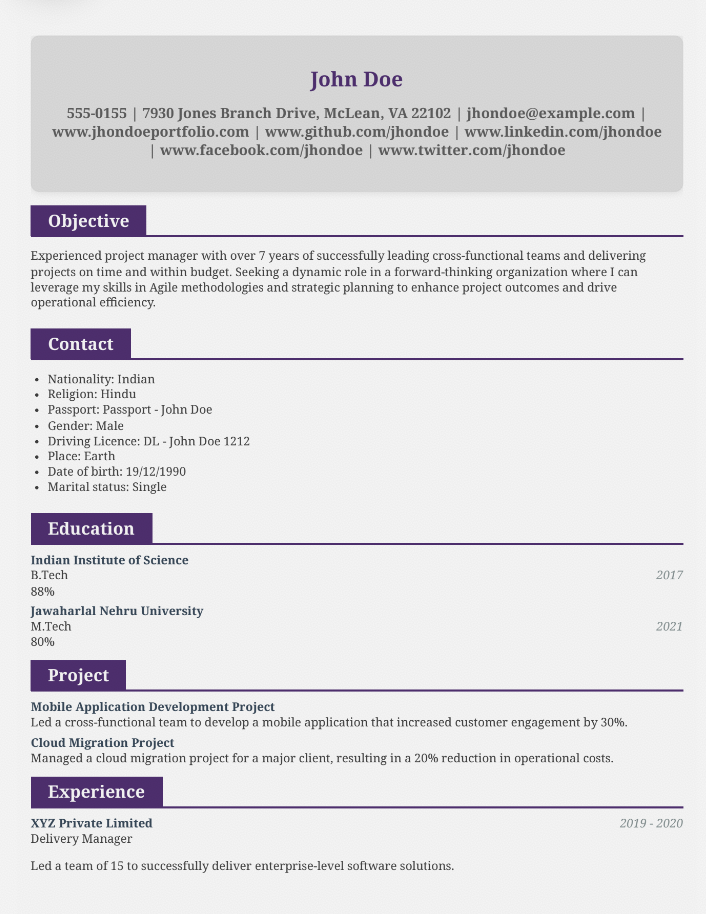 John Doe
555-0155 | 7930 Jones Branch Drive, McLean, VA 22102 | jhondoe@example.com |
www.jhondoeportfolio.com | www.github.com/jhondoe | www.linkedin.com/jhondoe
| www.facebook.com/jhondoe | www.twitter.com/jhondoe
Objective
Experienced project manager with over 7 years of successfully leading cross-functional teams and delivering
projects on time and within budget. Seeking a dynamic role in a forward-thinking organization where I can
leverage my skills in Agile methodologies and strategic planning to enhance project outcomes and drive
operational efficiency.
Contact
• Nationality: Indian
• Religion: Hindu
• Passport: Passport - John Doe
• Gender: Male
• Driving Licence: DL - John Doe 1212
• Place: Earth
• Date of birth: 19/12/1990
• Marital status: Single
Education
Indian Institute of Science
B.Tech 2017
88%
Jawaharlal Nehru University
M.Tech 2021
80%
Project
Mobile Application Development Project
Led a cross-functional team to develop a mobile application that increased customer engagement by 30%.
Cloud Migration Project
Managed a cloud migration project for a major client, resulting in a 20% reduction in operational costs.
Experience
XYZ Private Limited 2019 - 2020
Delivery Manager
Led a team of 15 to successfully deliver enterprise-level software solutions.